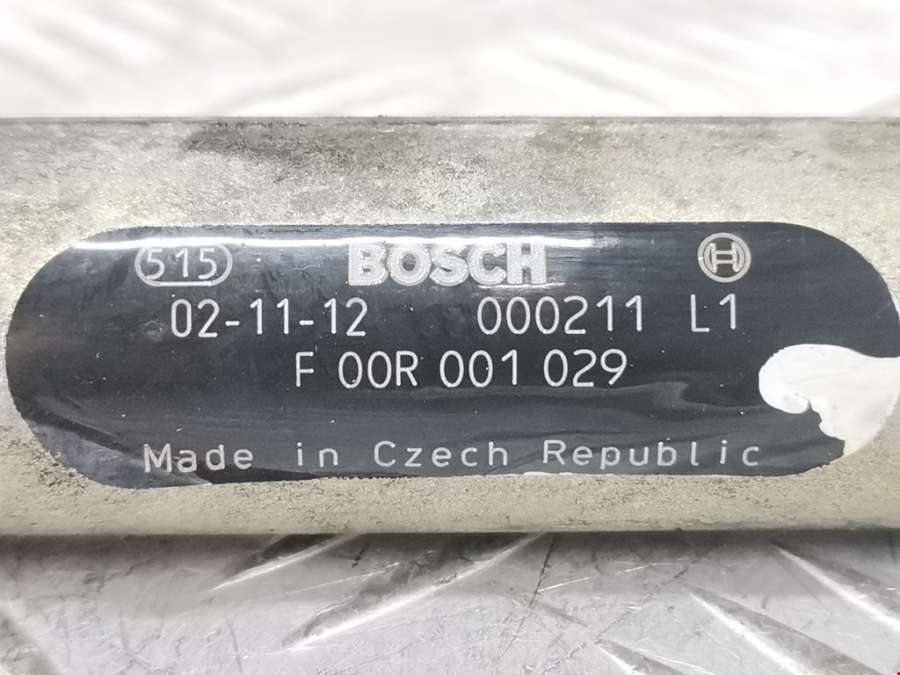 515 BOSCH
02-11-12 000211 L1
F 00R 001 029
Made in Czech Republic